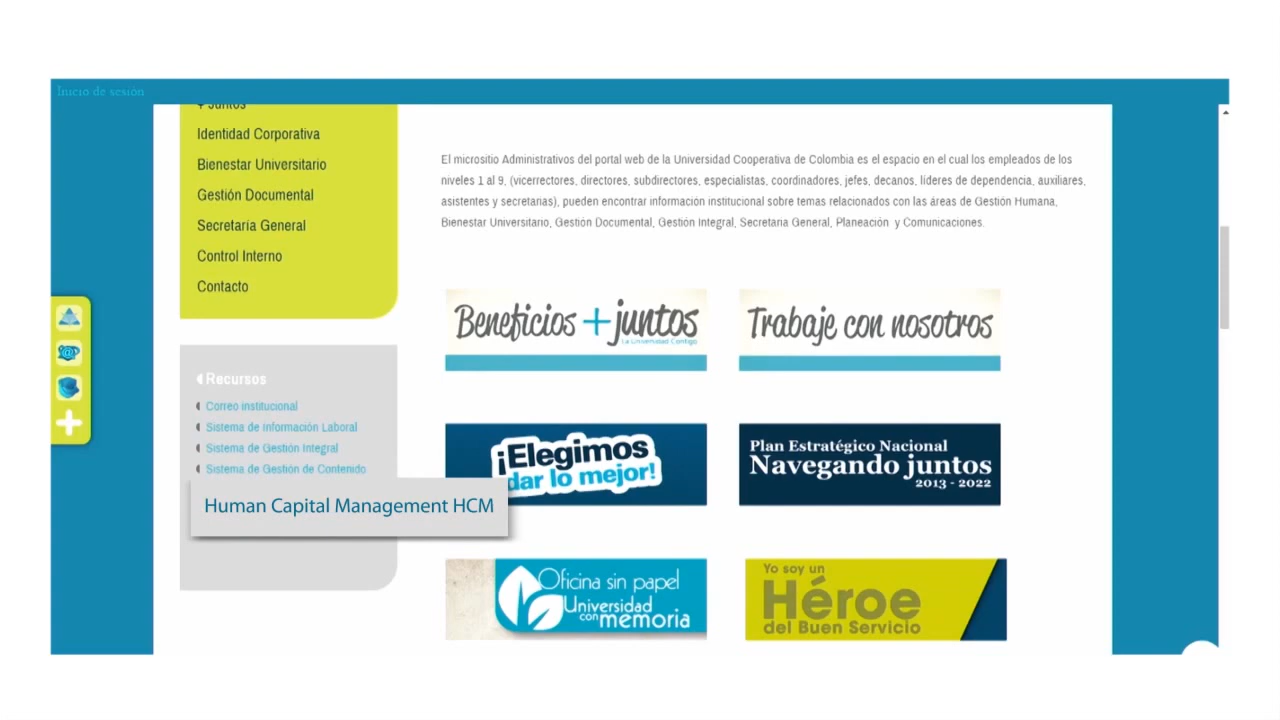 Inicio de sesión
+ Juntos
Identidad Corporativa
Bienestar Universitario
Gestión Documental
Secretaría General
Control Interno
Contacto
Recursos
Correo institucional
Sistema de Información Laboral
Sistema de Gestión Integral
Sistema de Gestión de Contenido
Human Capital Management HCM
El micrositio Administrativos del portal web de la Universidad Cooperativa de Colombia es el espacio en el cual los empleados de los
niveles 1 al 9, (vicerrectores, directores, subdirectores, especialistas, coordinadores, jefes, decanos, líderes de dependencia, auxiliares,
asistentes y secretarias), pueden encontrar información institucional sobre temas relacionados con las áreas de Gestión Humana,
Bienestar Universitario, Gestión Documental, Gestión Integral, Secretaria General, Planeación y Comunicaciones.
Beneficios + juntos
La Universidad Contigo
Trabaje con nosotros
¡Elegimos
dar lo mejor!
Plan Estratégico Nacional
Navegando juntos
2013 - 2022
Oficina sin papel
Universidad
con memoria
Yo soy un
Héroe
del Buen Servicio